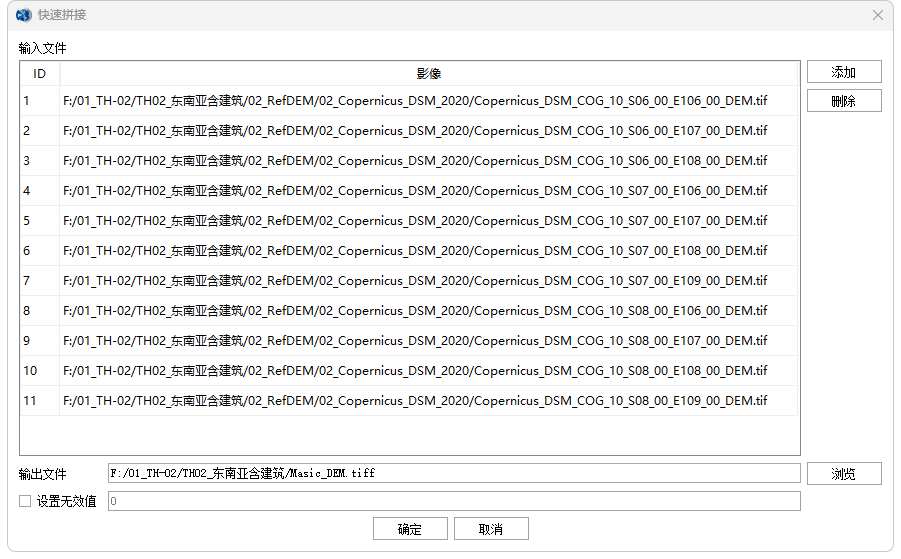 快速拼接
输入文件
ID 影像 添加
1 F:/01_TH-02/TH02_东南亚含建筑/02_RefDEM/02_Copernicus_DSM_2020/Copernicus_DSM_COG_10_S06_00_E106_00_DEM.tif
删除
2 F:/01_TH-02/TH02_东南亚含建筑/02_RefDEM/02_Copernicus_DSM_2020/Copernicus_DSM_COG_10_S06_00_E107_00_DEM.tif
3 F:/01_TH-02/TH02_东南亚含建筑/02_RefDEM/02_Copernicus_DSM_2020/Copernicus_DSM_COG_10_S06_00_E108_00_DEM.tif
4 F:/01_TH-02/TH02_东南亚含建筑/02_RefDEM/02_Copernicus_DSM_2020/Copernicus_DSM_COG_10_S07_00_E106_00_DEM.tif
5 F:/01_TH-02/TH02_东南亚含建筑/02_RefDEM/02_Copernicus_DSM_2020/Copernicus_DSM_COG_10_S07_00_E107_00_DEM.tif
6 F:/01_TH-02/TH02_东南亚含建筑/02_RefDEM/02_Copernicus_DSM_2020/Copernicus_DSM_COG_10_S07_00_E108_00_DEM.tif
7 F:/01_TH-02/TH02_东南亚含建筑/02_RefDEM/02_Copernicus_DSM_2020/Copernicus_DSM_COG_10_S07_00_E109_00_DEM.tif
8 F:/01_TH-02/TH02_东南亚含建筑/02_RefDEM/02_Copernicus_DSM_2020/Copernicus_DSM_COG_10_S08_00_E106_00_DEM.tif
9 F:/01_TH-02/TH02_东南亚含建筑/02_RefDEM/02_Copernicus_DSM_2020/Copernicus_DSM_COG_10_S08_00_E107_00_DEM.tif
10 F:/01_TH-02/TH02_东南亚含建筑/02_RefDEM/02_Copernicus_DSM_2020/Copernicus_DSM_COG_10_S08_00_E108_00_DEM.tif
11 F:/01_TH-02/TH02_东南亚含建筑/02_RefDEM/02_Copernicus_DSM_2020/Copernicus_DSM_COG_10_S08_00_E109_00_DEM.tif
输出文件 F:/01_TH-02/TH02_东南亚含建筑/Masic_DEM.tiff 浏览
设置无效值 0
确定 取消